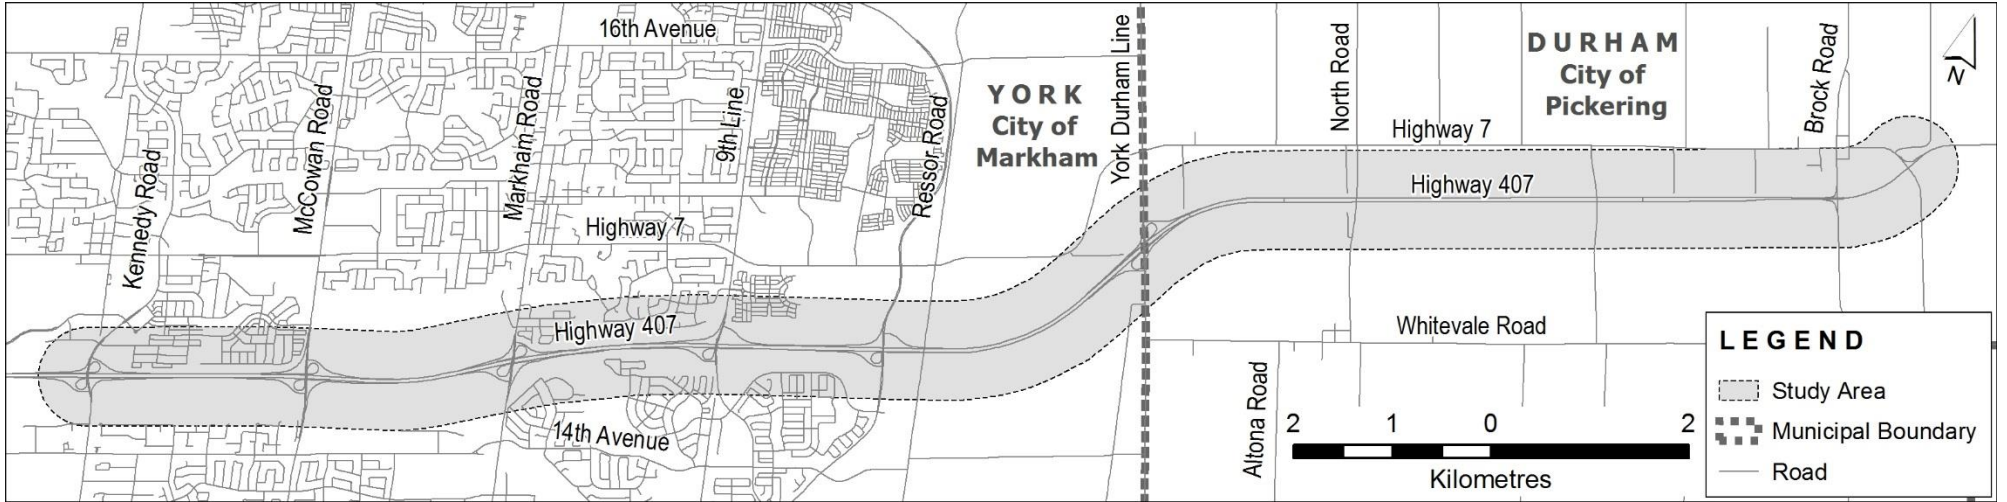 16th Avenue
Kennedy Road
McCowan Road
Markham Road
9th Line
Ressor Road
Highway 7
Highway 407
14th Avenue
YORK
City of
Markham
York Durham Line
North Road
Highway 7
Highway 407
DURHAM
City of
Pickering
Brock Road
N
Whitevale Road
Altona Road
2 1 0 2
Kilometres
LEGEND
Study Area
Municipal Boundary
Road